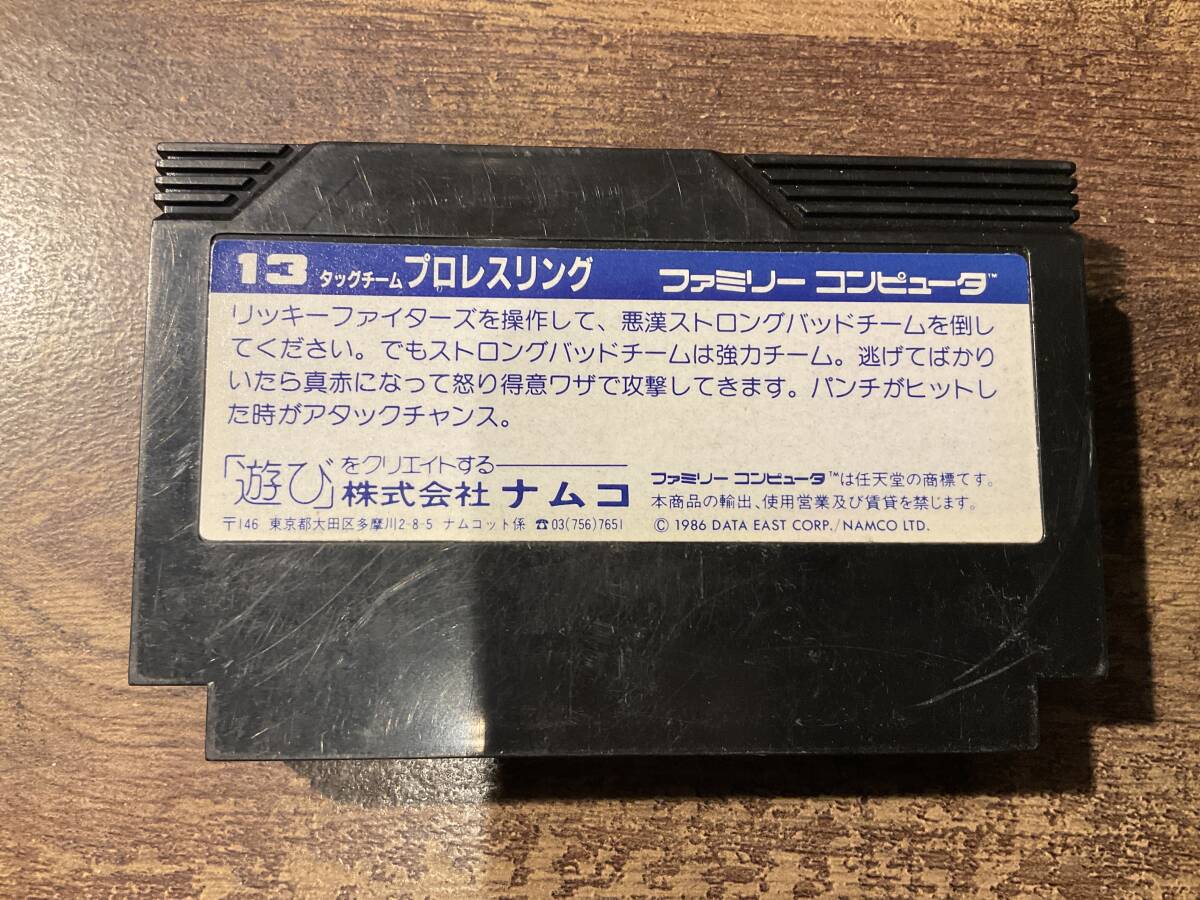 13 タッグチーム プロレスリング ファミリー コンピュータ™
リッキーファイターズを操作して、悪漢ストロングバッドチームを倒し
てください。でもストロングバッドチームは強力チーム。逃げてばかり
いたら真赤になって怒り得意ワザで攻撃してきます。パンチがヒットし
た時がアタックチャンス。
「遊び」をクリエイトする
株式会社 ナムコ
〒146 東京都大田区多摩川2-8-5 ナムコット係 ☎03(756)7651
ファミリー コンピュータ™は任天堂の商標です。
本商品の輸出、使用営業及び賃貸を禁じます。
© 1986 DATA EAST CORP./NAMCO LTD.